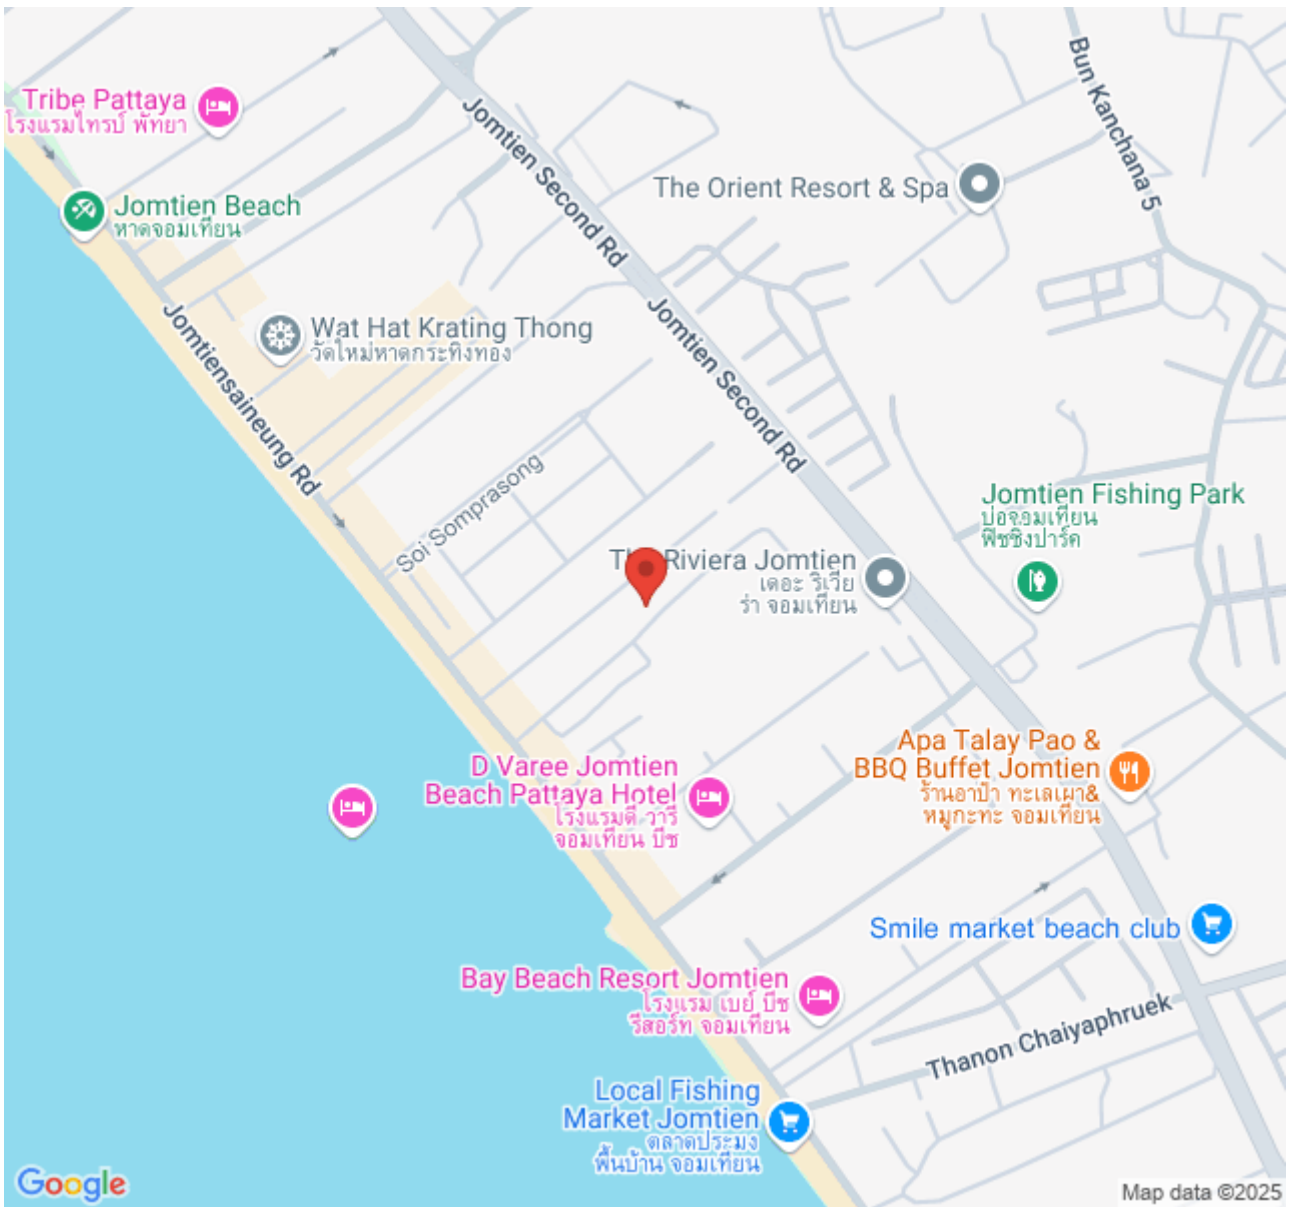 Tribe Pattaya
โรงแรมไทรบ์ พัทยา
Bun Kanchana 5
Jomtien Second Rd
The Orient Resort & Spa
Jomtien Beach
หาดจอมเทียน
Jomtiensaineung Rd
Wat Hat Krating Thong
วัดใหม่หาดกระทิงทอง
Jomtien Second Rd
Soi Somprasong
Jomtien Fishing Park
บ่อจอมเทียน
ฟิชชิ่งปาร์ค
Riviera Jomtien
เดอะ ริเวีย
ร่า จอมเทียน
Apa Talay Pao &
BBQ Buffet Jomtien
ร้านอาป๋า ทะเลเผา&
หมูกะทะ จอมเทียน
D Varee Jomtien
Beach Pattaya Hotel
โรงแรมดี วารี
จอมเทียน บีช
Smile market beach club
Bay Beach Resort Jomtien
โรงแรม เบย์ บีช
รีสอร์ท จอมเทียน
Thanon Chaiyaphruek
Local Fishing
Market Jomtien
ตลาดประมง
พื้นบ้าน จอมเทียน
Google
Map data ©2025